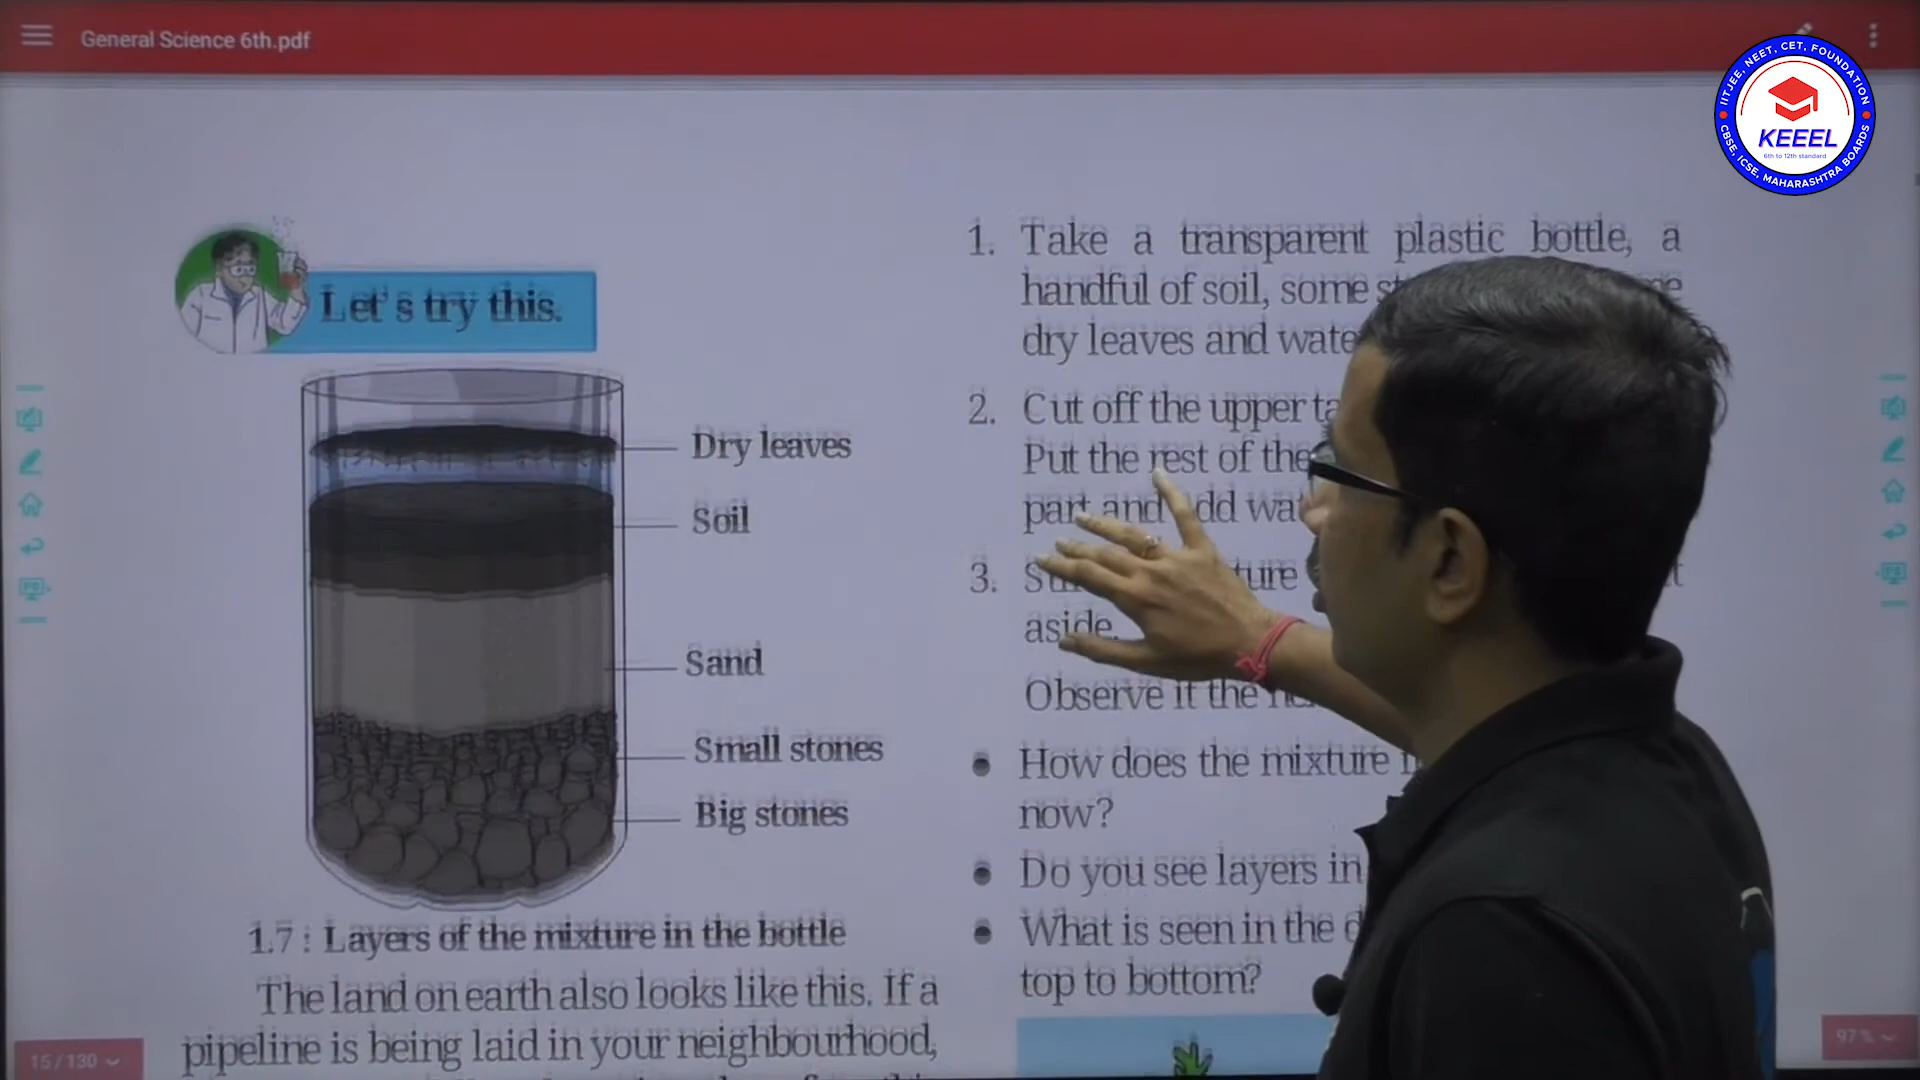 General Science 6th.pdf
IITJEE, NEET, CET, FOUNDATION
KEEEL
6th to 12th standard
CBSE, ICSE, MAHARASHTRA BOARDS
Let's try this.
Dry leaves
Soil
Sand
Small stones
Big stones
1.7 : Layers of the mixture in the bottle
The land on earth also looks like this. If a
pipeline is being laid in your neighbourhood,
1. Take a transparent plastic bottle, a
handful of soil, some
dry leaves and
2. Cut off the upper
Put the rest of the
part and
3.
aside.
Observe it the
How does the mixture
now?
Do you see layers in
What is seen in the
top to bottom?
15 / 130
97 %